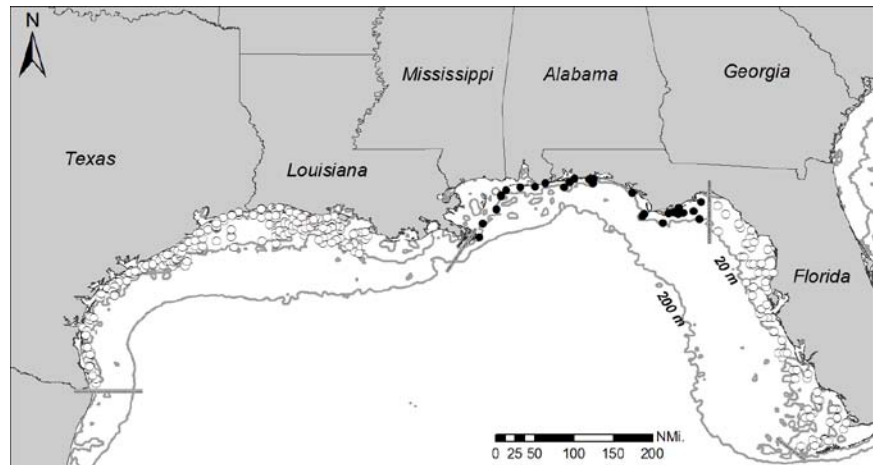 N
Mississippi
Alabama
Georgia
Texas
Louisiana
Florida
20 m
200 m
NMi.
0 25 50 100 150 200